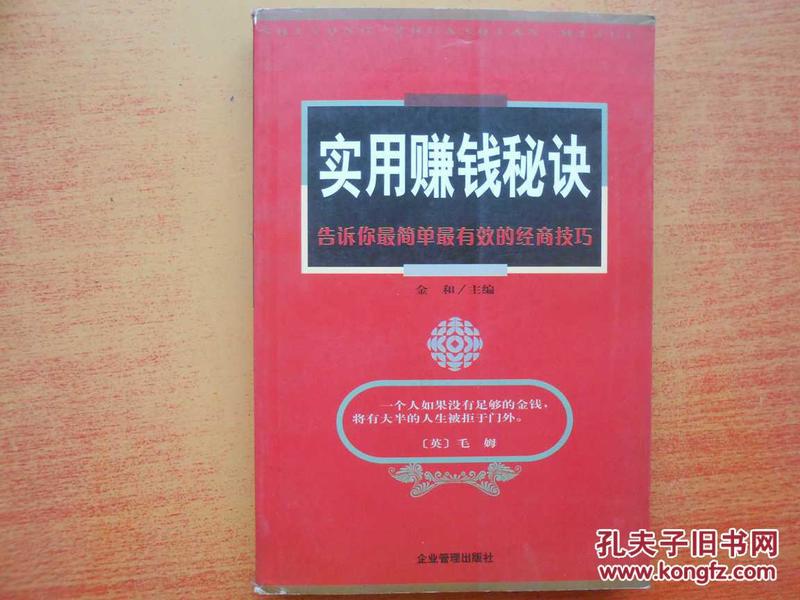 SHIYONG ZHUANQIAN MIJUE
实用赚钱秘诀
告诉你最简单最有效的经商技巧
金 和／主编
一个人如果没有足够的金钱，
将有大半的人生被拒于门外。
〔英〕毛 姆
企业管理出版社
孔夫子旧书网
www.kongfz.com